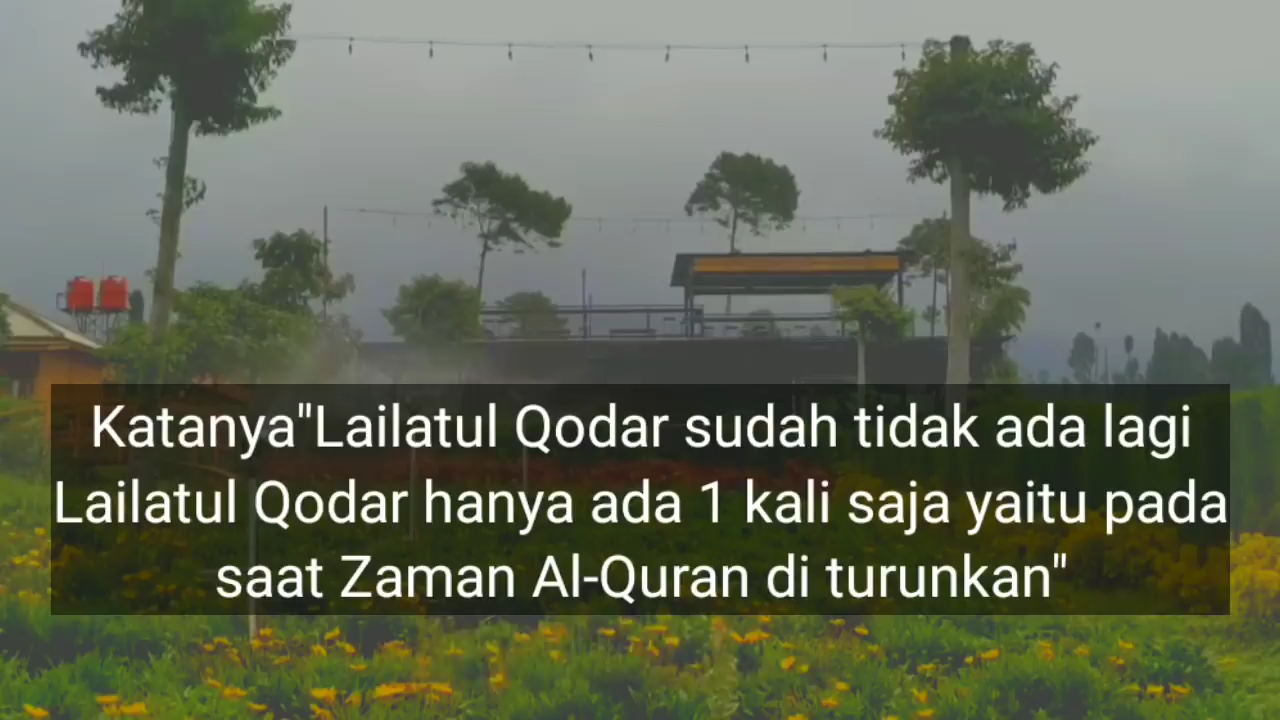 Katanya"Lailatul Qodar sudah tidak ada lagi
Lailatul Qodar hanya ada 1 kali saja yaitu pada
saat Zaman Al-Quran di turunkan"